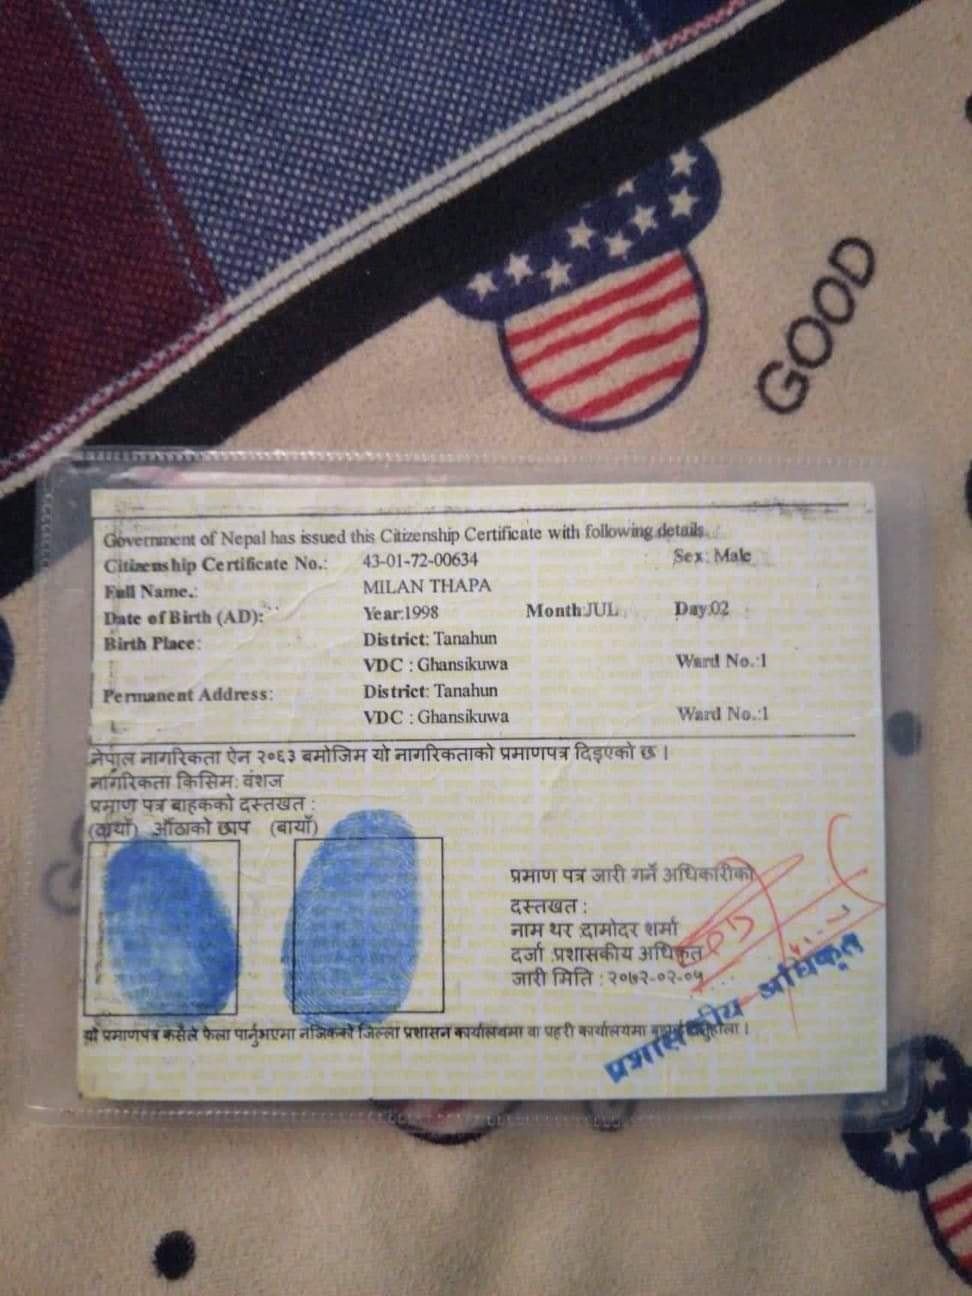 GOOD
Government of Nepal has issued this Citizenship Certificate with following details.
Citizenship Certificate No.: 43-01-72-00634 Sex: Male
Full Name.: MILAN THAPA
Date of Birth (AD): Year:1998 Month:JUL Day:02
Birth Place: District: Tanahun
VDC : Ghansikuwa Ward No.:1
Permanent Address: District: Tanahun
VDC : Ghansikuwa Ward No.:1
नेपाल नागरिकता ऐन २०६३ बमोजिम यो नागरिकताको प्रमाणपत्र दिइएको छ ।
नागरिकता किसिम: वंशज
प्रमाण पत्र बाहकको दस्तखत :
(दायाँ) औंठाको छाप (बायाँ)
प्रमाण पत्र जारी गर्ने अधिकारीको
दस्तखत :
नाम थर :दामोदर शर्मा
दर्जा :प्रशासकीय अधिकृत
जारी मिति : २०७२-०२-०५
प्रशासकीय अधिकृत
यो प्रमाणपत्र कसैले फेला पार्नुभएमा नजिकको जिल्ला प्रशासन कार्यालयमा वा प्रहरी कार्यालयमा